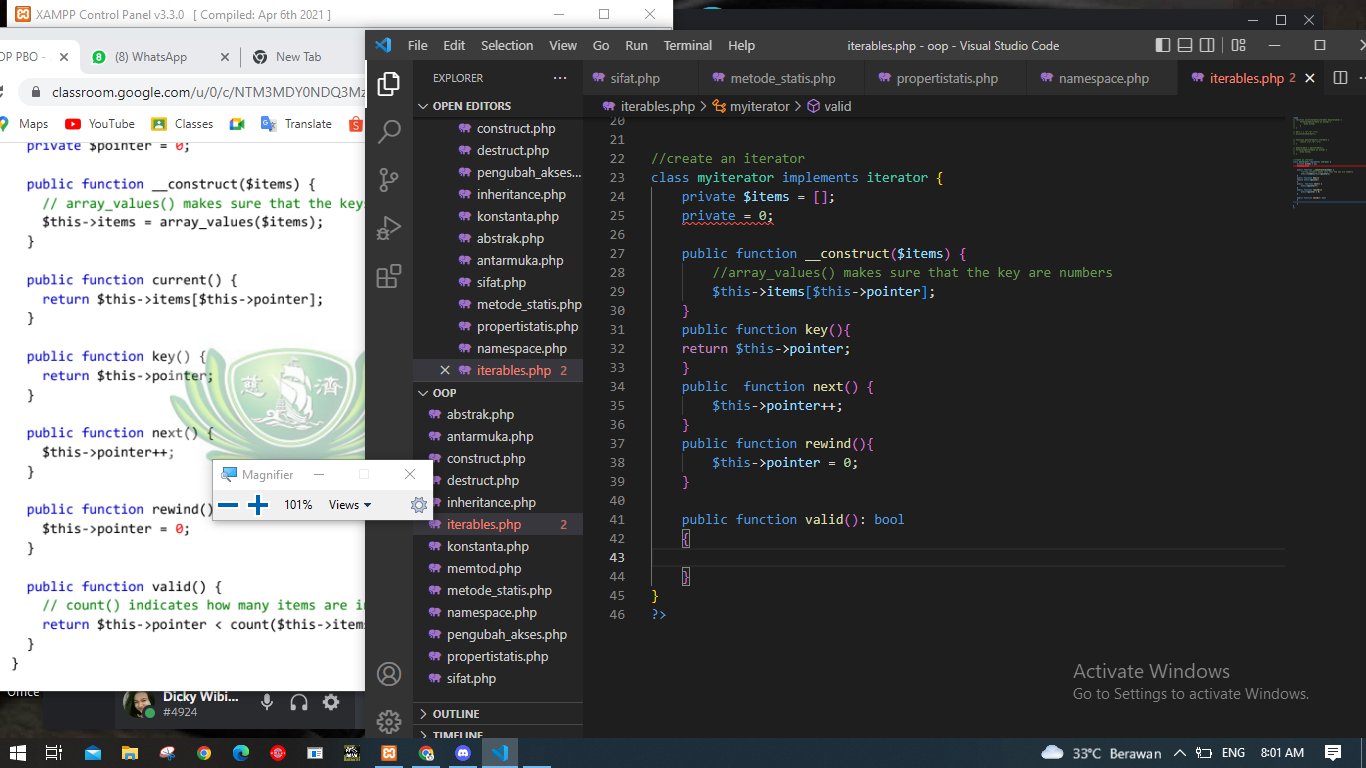 XAMPP Control Panel v3.3.0 [ Compiled: Apr 6th 2021 ]
OP PBO -
(8) WhatsApp
New Tab
classroom.google.com/u/0/c/NTM3MDY0NDQ3Mz
Maps
YouTube
Classes
Translate
private $pointer = 0;
public function __construct($items) {
// array_values() makes sure that the keys
$this->items = array_values($items);
}
public function current() {
return $this->items[$this->pointer];
}
public function key() {
return $this->pointer;
}
public function next() {
$this->pointer++;
}
public function rewind()
$this->pointer = 0;
}
public function valid() {
// count() indicates how many items are i
return $this->pointer < count($this->item
}
}
慈 濟
Magnifier
101%
Views
Office
Dicky Wibi...
#4924
File Edit Selection View Go Run Terminal Help
iterables.php - oop - Visual Studio Code
EXPLORER
OPEN EDITORS
construct.php
destruct.php
pengubah_akses...
inheritance.php
konstanta.php
abstrak.php
antarmuka.php
sifat.php
metode_statis.php
propertistatis.php
namespace.php
iterables.php 2
OOP
abstrak.php
antarmuka.php
construct.php
destruct.php
inheritance.php
iterables.php 2
konstanta.php
memtod.php
metode_statis.php
namespace.php
pengubah_akses.php
propertistatis.php
sifat.php
OUTLINE
TIMELINE
sifat.php
metode_statis.php
propertistatis.php
namespace.php
iterables.php 2
iterables.php > myiterator > valid
20
21
22 //create an iterator
23 class myiterator implements iterator {
24 private $items = [];
25 private = 0;
26
27 public function __construct($items) {
28 //array_values() makes sure that the key are numbers
29 $this->items[$this->pointer];
30 }
31 public function key(){
32 return $this->pointer;
33 }
34 public  function next() {
35 $this->pointer++;
36 }
37 public function rewind(){
38 $this->pointer = 0;
39 }
40
41 public function valid(): bool
42 {
43
44 }
45 }
46 ?>
Activate Windows
Go to Settings to activate Windows.
33°C Berawan
ENG
8:01 AM